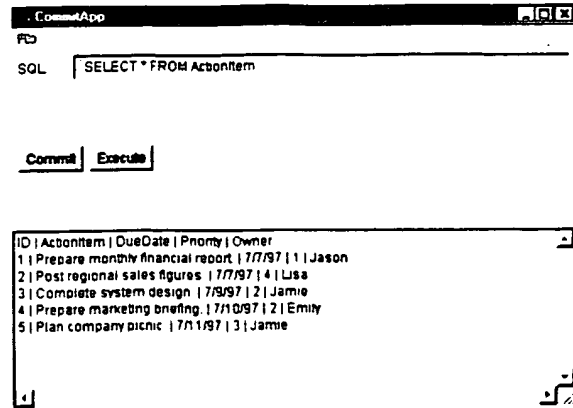 CommitApp
File
SQL SELECT * FROM ActionItem
Commit Execute
ID | ActionItem | DueDate | Priority | Owner
1 | Prepare monthly financial report | 7/7/97 | 1 | Jason
2 | Post regional sales figures. | 7/7/97 | 4 | Lisa
3 | Complete system design. | 7/9/97 | 2 | Jamie
4 | Prepare marketing briefing. | 7/10/97 | 2 | Emily
5 | Plan company picnic. | 7/11/97 | 3 | Jamie